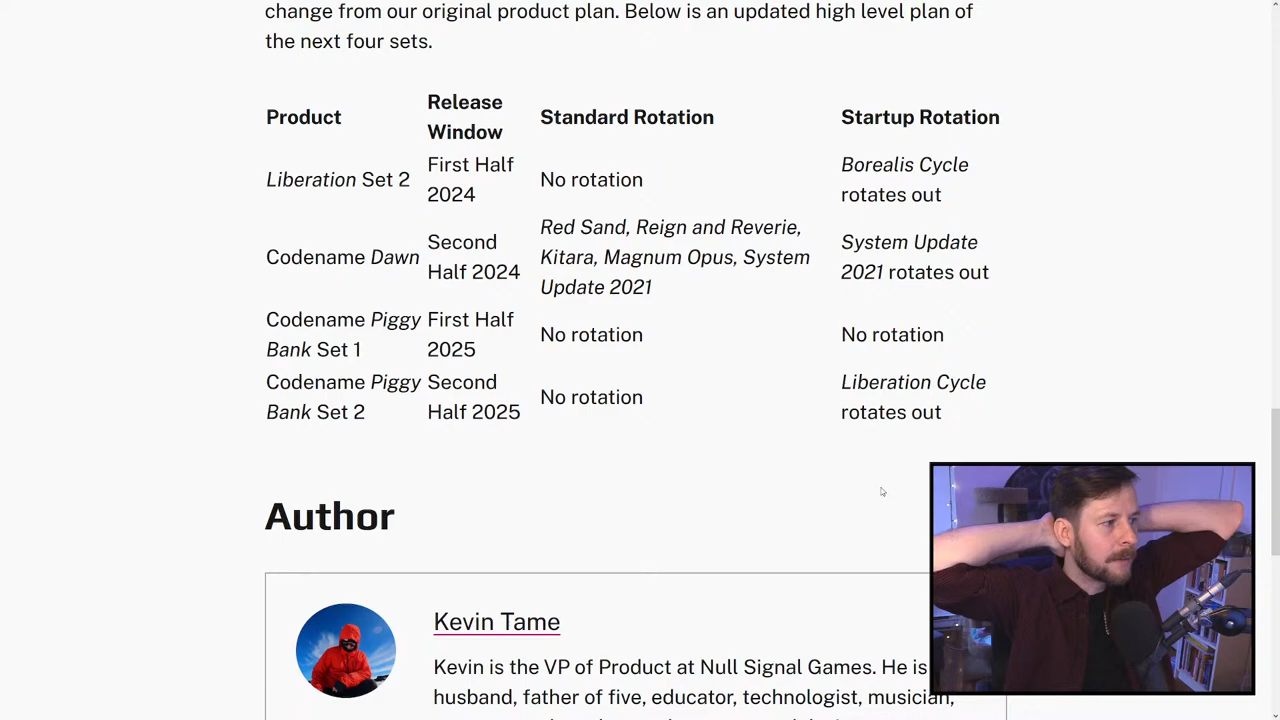 change from our original product plan. Below is an updated high level plan of
the next four sets.
Product
Release
Window
Standard Rotation
Startup Rotation
Liberation Set 2
First Half
2024
No rotation
Borealis Cycle
rotates out
Codename Dawn
Second
Half 2024
Red Sand, Reign and Reverie,
Kitara, Magnum Opus, System
Update 2021
System Update
2021 rotates out
Codename Piggy
Bank Set 1
First Half
2025
No rotation
No rotation
Codename Piggy
Bank Set 2
Second
Half 2025
No rotation
Liberation Cycle
rotates out
Author
Kevin Tame
Kevin is the VP of Product at Null Signal Games. He is
husband, father of five, educator, technologist, musician,